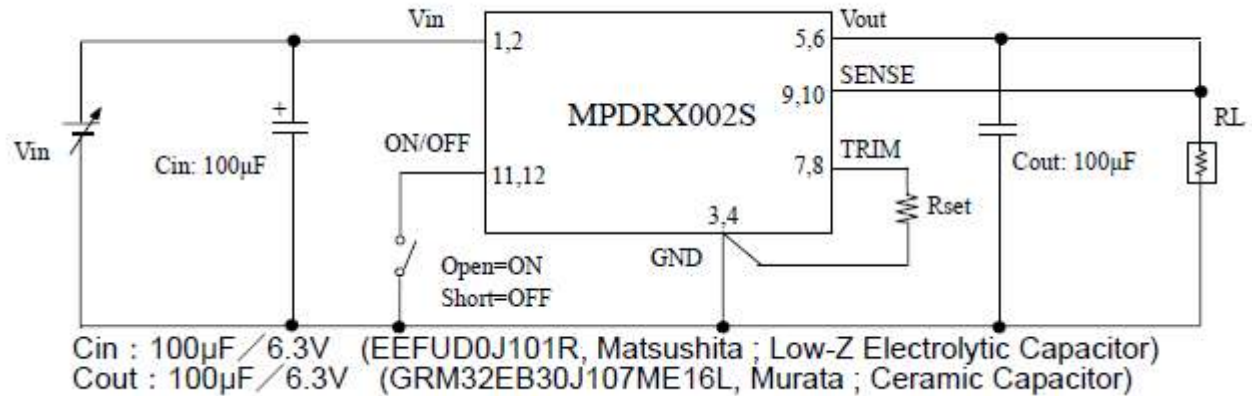 Vin
Vout
1,2
5,6
SENSE
9,10
MPDRX002S
RL
+
Vin
Cin: 100µF
ON/OFF
TRIM
Cout: 100µF
11,12
7,8
3,4
Rset
GND
Open=ON
Short=OFF
Cin : 100µF／6.3V (EEFUD0J101R, Matsushita ; Low-Z Electrolytic Capacitor)
Cout : 100µF／6.3V (GRM32EB30J107ME16L, Murata ; Ceramic Capacitor)